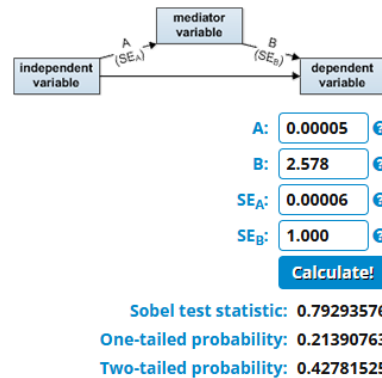 mediator
variable
A
(SEA)
B
(SEB)
independent
variable
dependent
variable
A: 0.00005
B: 2.578
SEA: 0.00006
SEB: 1.000
Calculate!
Sobel test statistic: 0.79293576
One-tailed probability: 0.21390763
Two-tailed probability: 0.42781525